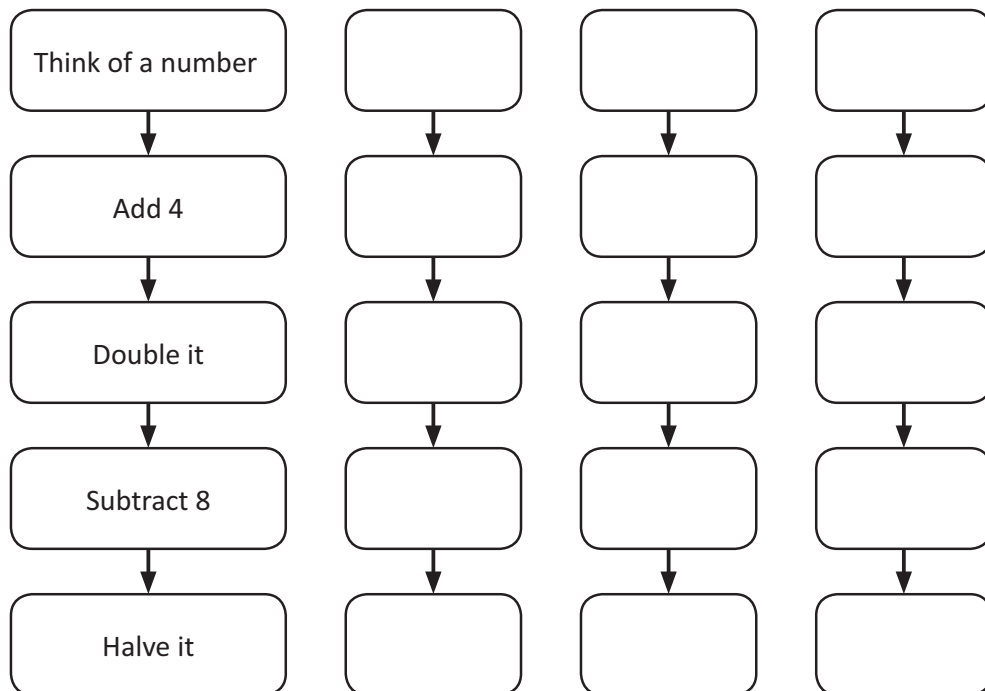 Think of a number
Add 4
Double it
Subtract 8
Halve it